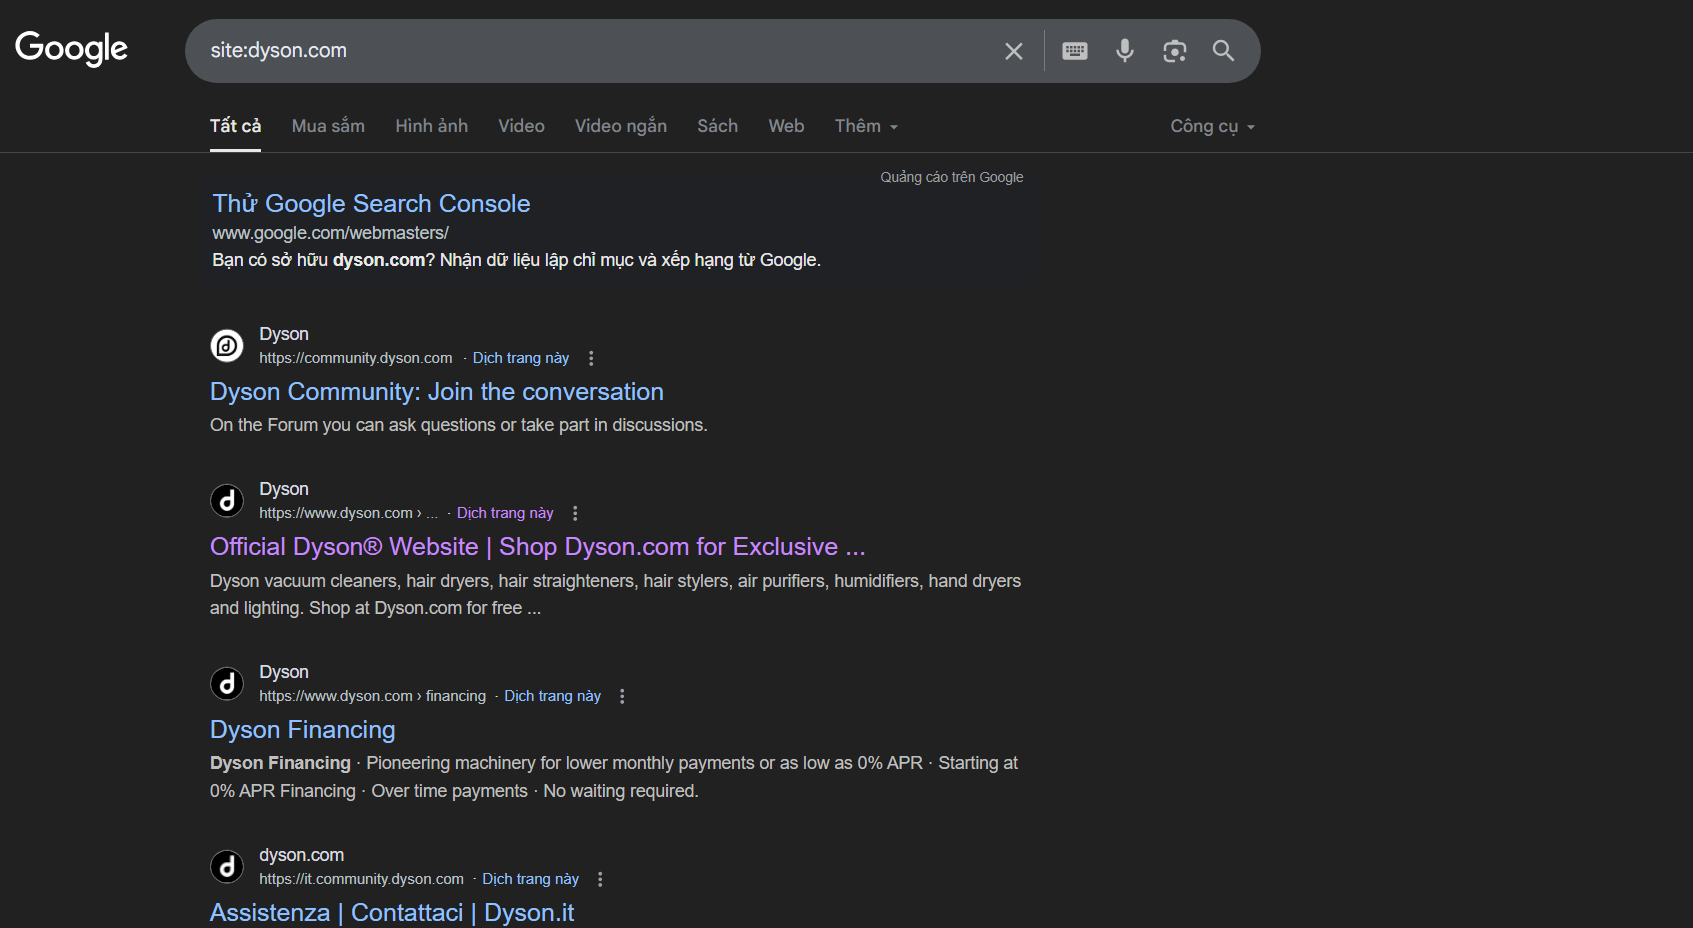 Google
site:dyson.com
Tất cả Mua sắm Hình ảnh Video Video ngắn Sách Web Thêm Công cụ
Quảng cáo trên Google
Thử Google Search Console
www.google.com/webmasters/
Bạn có sở hữu dyson.com? Nhận dữ liệu lập chỉ mục và xếp hạng từ Google.
Dyson
https://community.dyson.com · Dịch trang này
Dyson Community: Join the conversation
On the Forum you can ask questions or take part in discussions.
Dyson
https://www.dyson.com › ... · Dịch trang này
Official Dyson® Website | Shop Dyson.com for Exclusive ...
Dyson vacuum cleaners, hair dryers, hair straighteners, hair stylers, air purifiers, humidifiers, hand dryers
and lighting. Shop at Dyson.com for free ...
Dyson
https://www.dyson.com › financing · Dịch trang này
Dyson Financing
Dyson Financing · Pioneering machinery for lower monthly payments or as low as 0% APR · Starting at
0% APR Financing · Over time payments · No waiting required.
dyson.com
https://it.community.dyson.com · Dịch trang này
Assistenza | Contattaci | Dyson.it